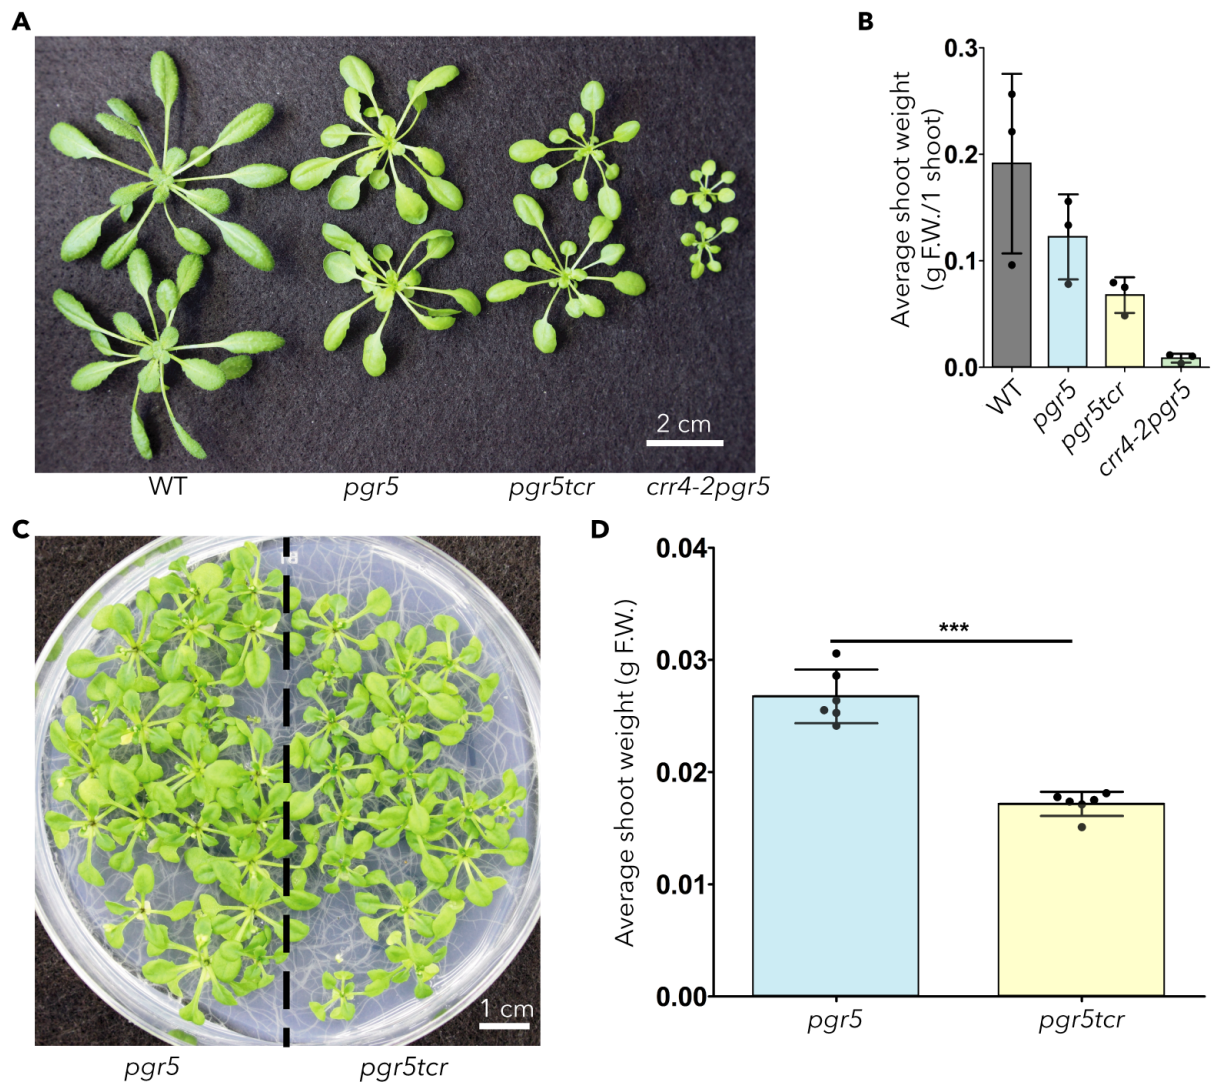 A
2 cm
WT
pgr5
pgr5tcr
crr4-2pgr5
B
Average shoot weight
(g F.W./1 shoot)
0.3
0.2
0.1
0.0
WT
pgr5
pgr5tcr
crr4-2pgr5
C
1 cm
pgr5
pgr5tcr
D
Average shoot weight (g F.W.)
0.04
0.03
0.02
0.01
0.00
***
pgr5
pgr5tcr